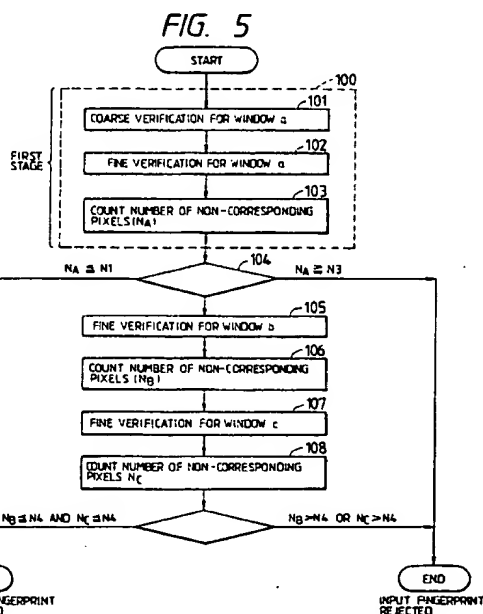 FIG. 5
START
100
101
COARSE VERIFICATION FOR WINDOW a
102
FINE VERIFICATION FOR WINDOW a
FIRST
STAGE
103
COUNT NUMBER OF NON-CORRESPONDING
PIXELS(NA)
104
NA ≦ N1
NA ≧ N3
105
FINE VERIFICATION FOR WINDOW b
106
COUNT NUMBER OF NON-CORRESPONDING
PIXELS (NB)
107
FINE VERIFICATION FOR WINDOW c
108
COUNT NUMBER OF NON-CORRESPONDING
PIXELS NC
NB≦N4 AND NC≦N4
NB>N4 OR NC>N4
END
INPUT FINGERPRINT
REJECTED